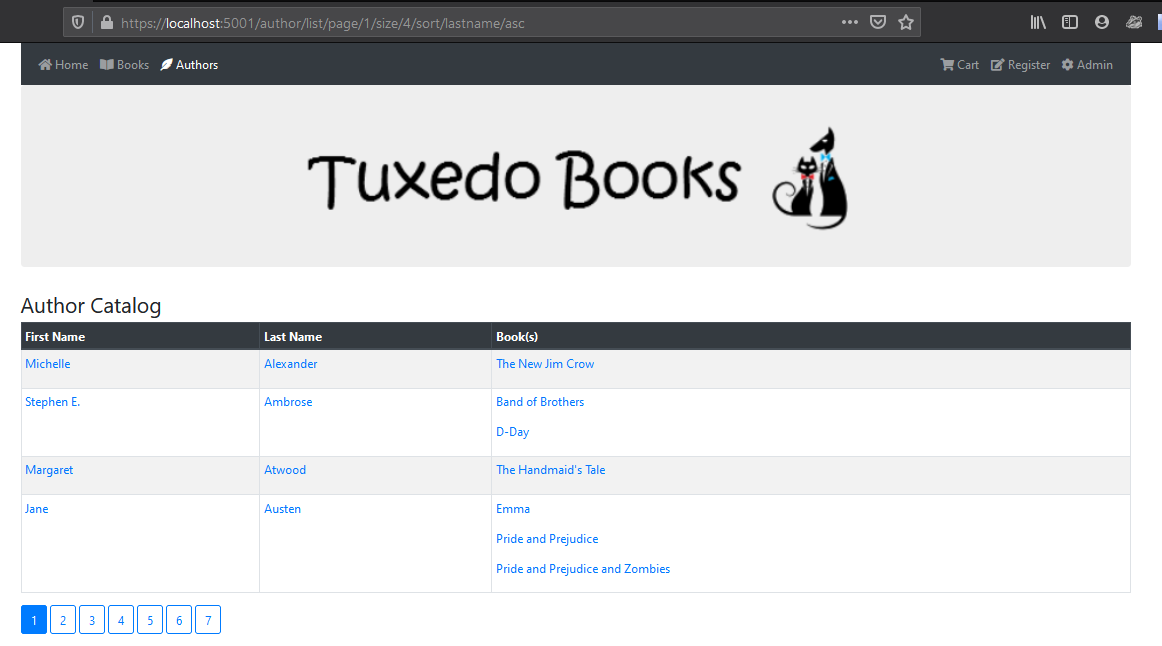 https://localhost:5001/author/list/page/1/size/4/sort/lastname/asc
Home Books Authors Cart Register Admin
Tuxedo Books
Author Catalog
First Name Last Name Book(s)
Michelle Alexander The New Jim Crow
Stephen E. Ambrose Band of Brothers
D-Day
Margaret Atwood The Handmaid's Tale
Jane Austen Emma
Pride and Prejudice
Pride and Prejudice and Zombies
1 2 3 4 5 6 7